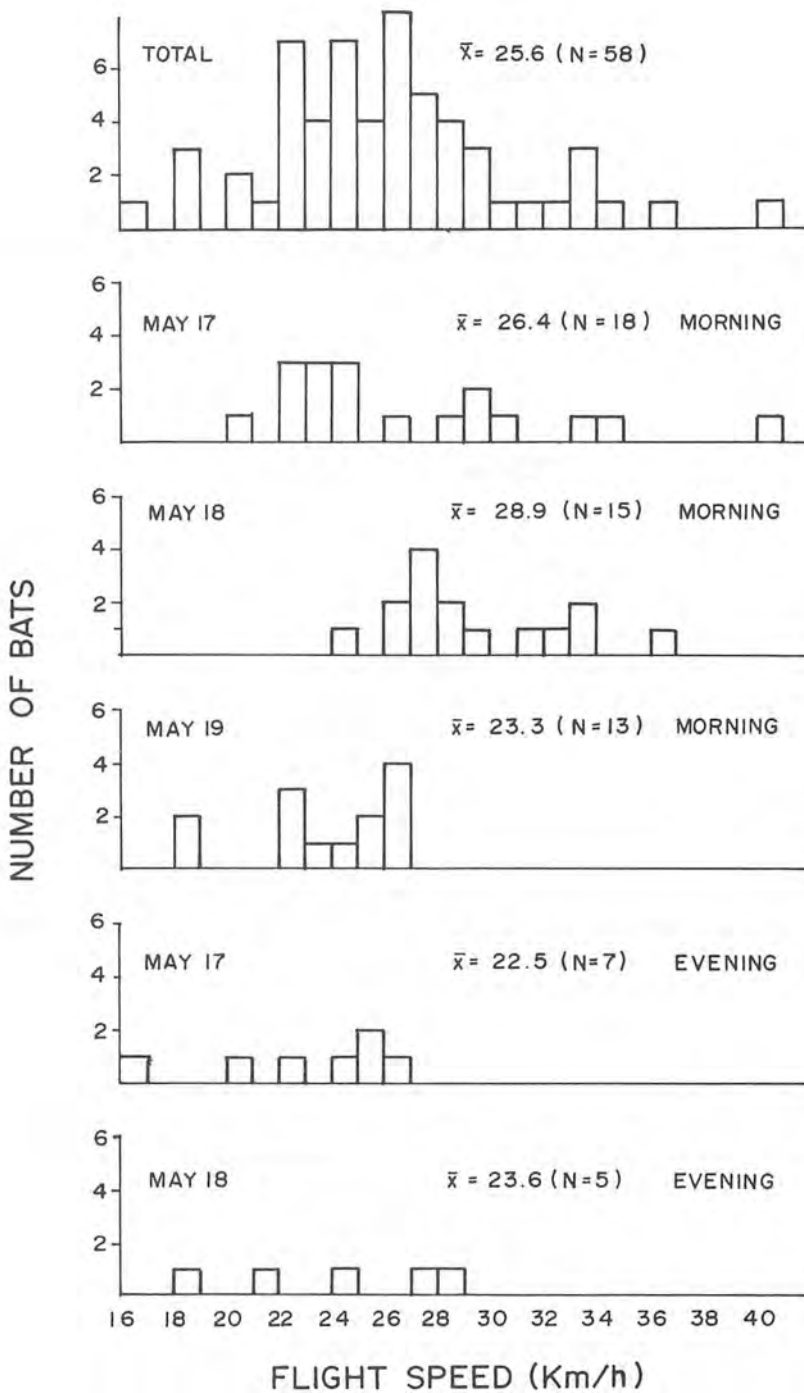 TOTAL x̄ = 25.6 (N=58)
6
4
2
MAY 17 x̄ = 26.4 (N=18) MORNING
6
4
2
MAY 18 x̄ = 28.9 (N=15) MORNING
6
4
2
MAY 19 x̄ = 23.3 (N=13) MORNING
6
4
2
MAY 17 x̄ = 22.5 (N=7) EVENING
6
4
2
MAY 18 x̄ = 23.6 (N=5) EVENING
6
4
2
NUMBER OF BATS
16 18 20 22 24 26 28 30 32 34 36 38 40
FLIGHT SPEED (Km/h)